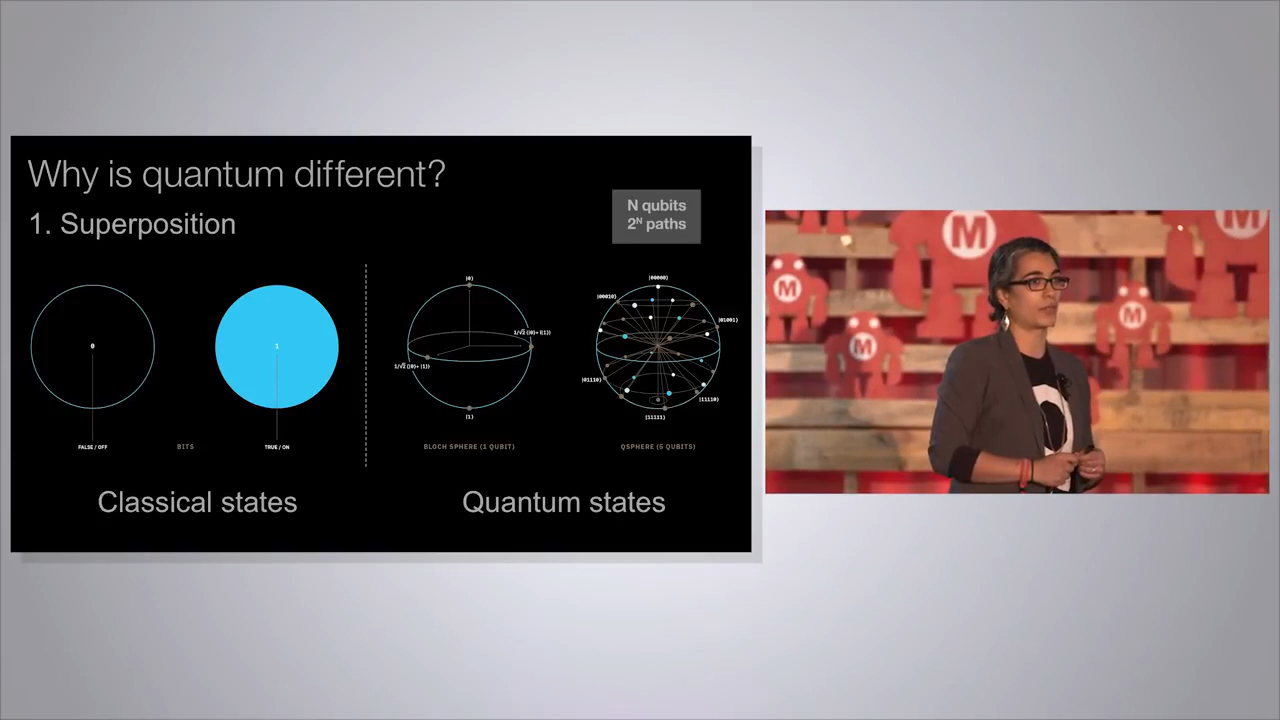 Why is quantum different?
1. Superposition
N qubits
2ᴺ paths
0
1
FALSE / OFF
BITS
TRUE / ON
|0⟩
1/√2 (|0⟩+ i|1⟩)
1/√2 (|0⟩+ |1⟩)
|1⟩
BLOCH SPHERE (1 QUBIT)
|00000⟩
|00010⟩
|01001⟩
|01110⟩
|11110⟩
|11111⟩
QSPHERE (5 QUBITS)
Classical states
Quantum states
M
M
M
M
M